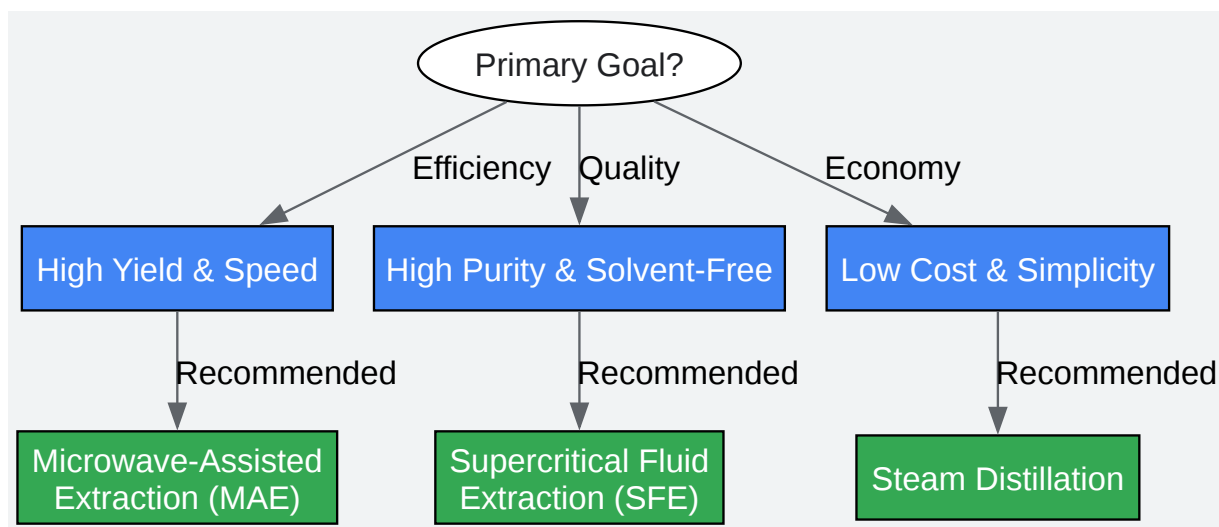 Primary Goal?
Efficiency
Quality
Economy
High Yield & Speed
High Purity & Solvent-Free
Low Cost & Simplicity
Recommended
Recommended
Recommended
Microwave-Assisted
Extraction (MAE)
Supercritical Fluid
Extraction (SFE)
Steam Distillation